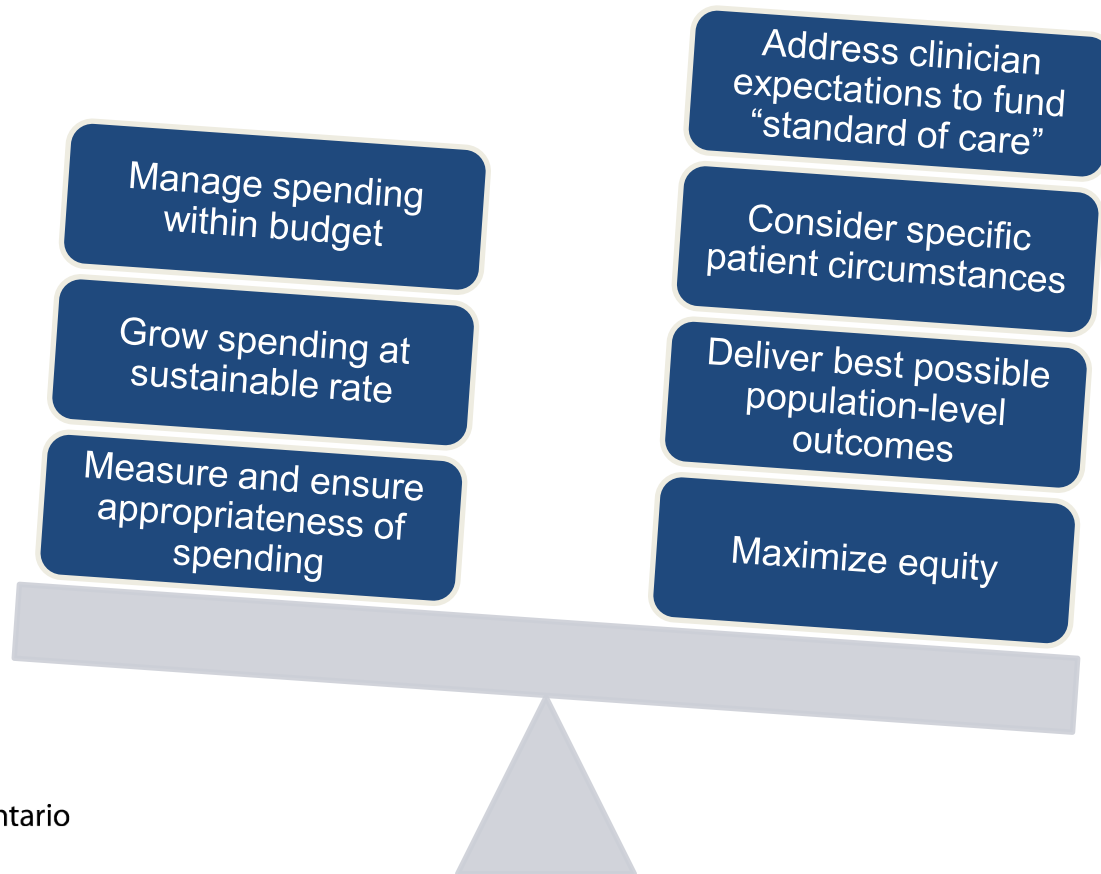 Manage spending
within budget
Grow spending at
sustainable rate
Measure and ensure
appropriateness of
spending
Address clinician
expectations to fund
“standard of care”
Consider specific
patient circumstances
Deliver best possible
population-level
outcomes
Maximize equity
ntario